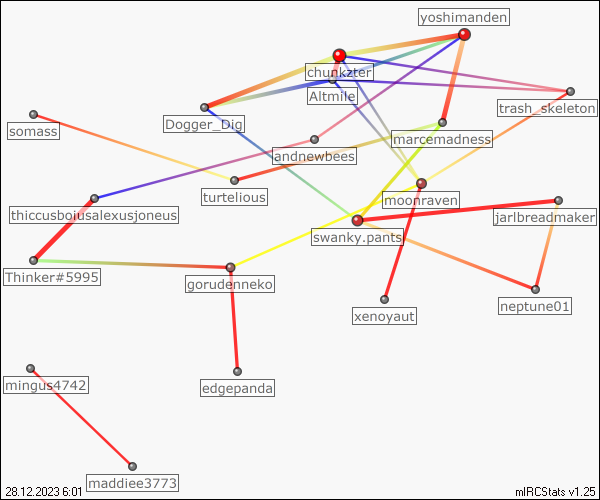 yoshimanden
chunkzter
Altmile
trash_skeleton
Dogger_Dig
somass
marcemadness
andnewbees
turtelious
moonraven
thiccusboiusalexusjoneus
jarlbreadmaker
swanky.pants
Thinker#5995
gorudenneko
neptune01
xenoyaut
mingus4742
edgepanda
maddiee3773
28.12.2023 6:01
mIRCStats v1.25